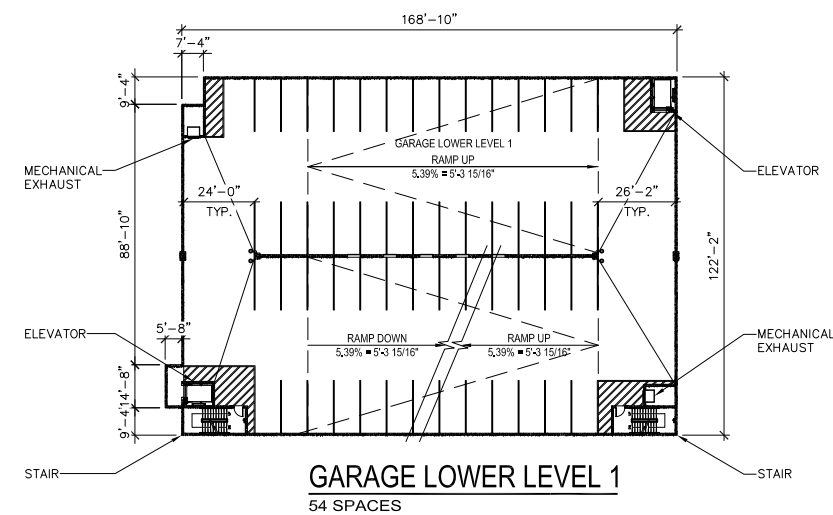 168'-10"
7'-4"
9'-4"
GARAGE LOWER LEVEL 1
RAMP UP
5.39% = 5'-3 15/16"
MECHANICAL
EXHAUST
ELEVATOR
24'-0"
TYP.
26'-2"
TYP.
88'-10"
122'-2"
ELEVATOR
5'-8"
RAMP DOWN
5.39% = 5'-3 15/16"
RAMP UP
5.39% = 5'-3 15/16"
MECHANICAL
EXHAUST
14'-8"
9'-4"
STAIR
STAIR
GARAGE LOWER LEVEL 1
54 SPACES